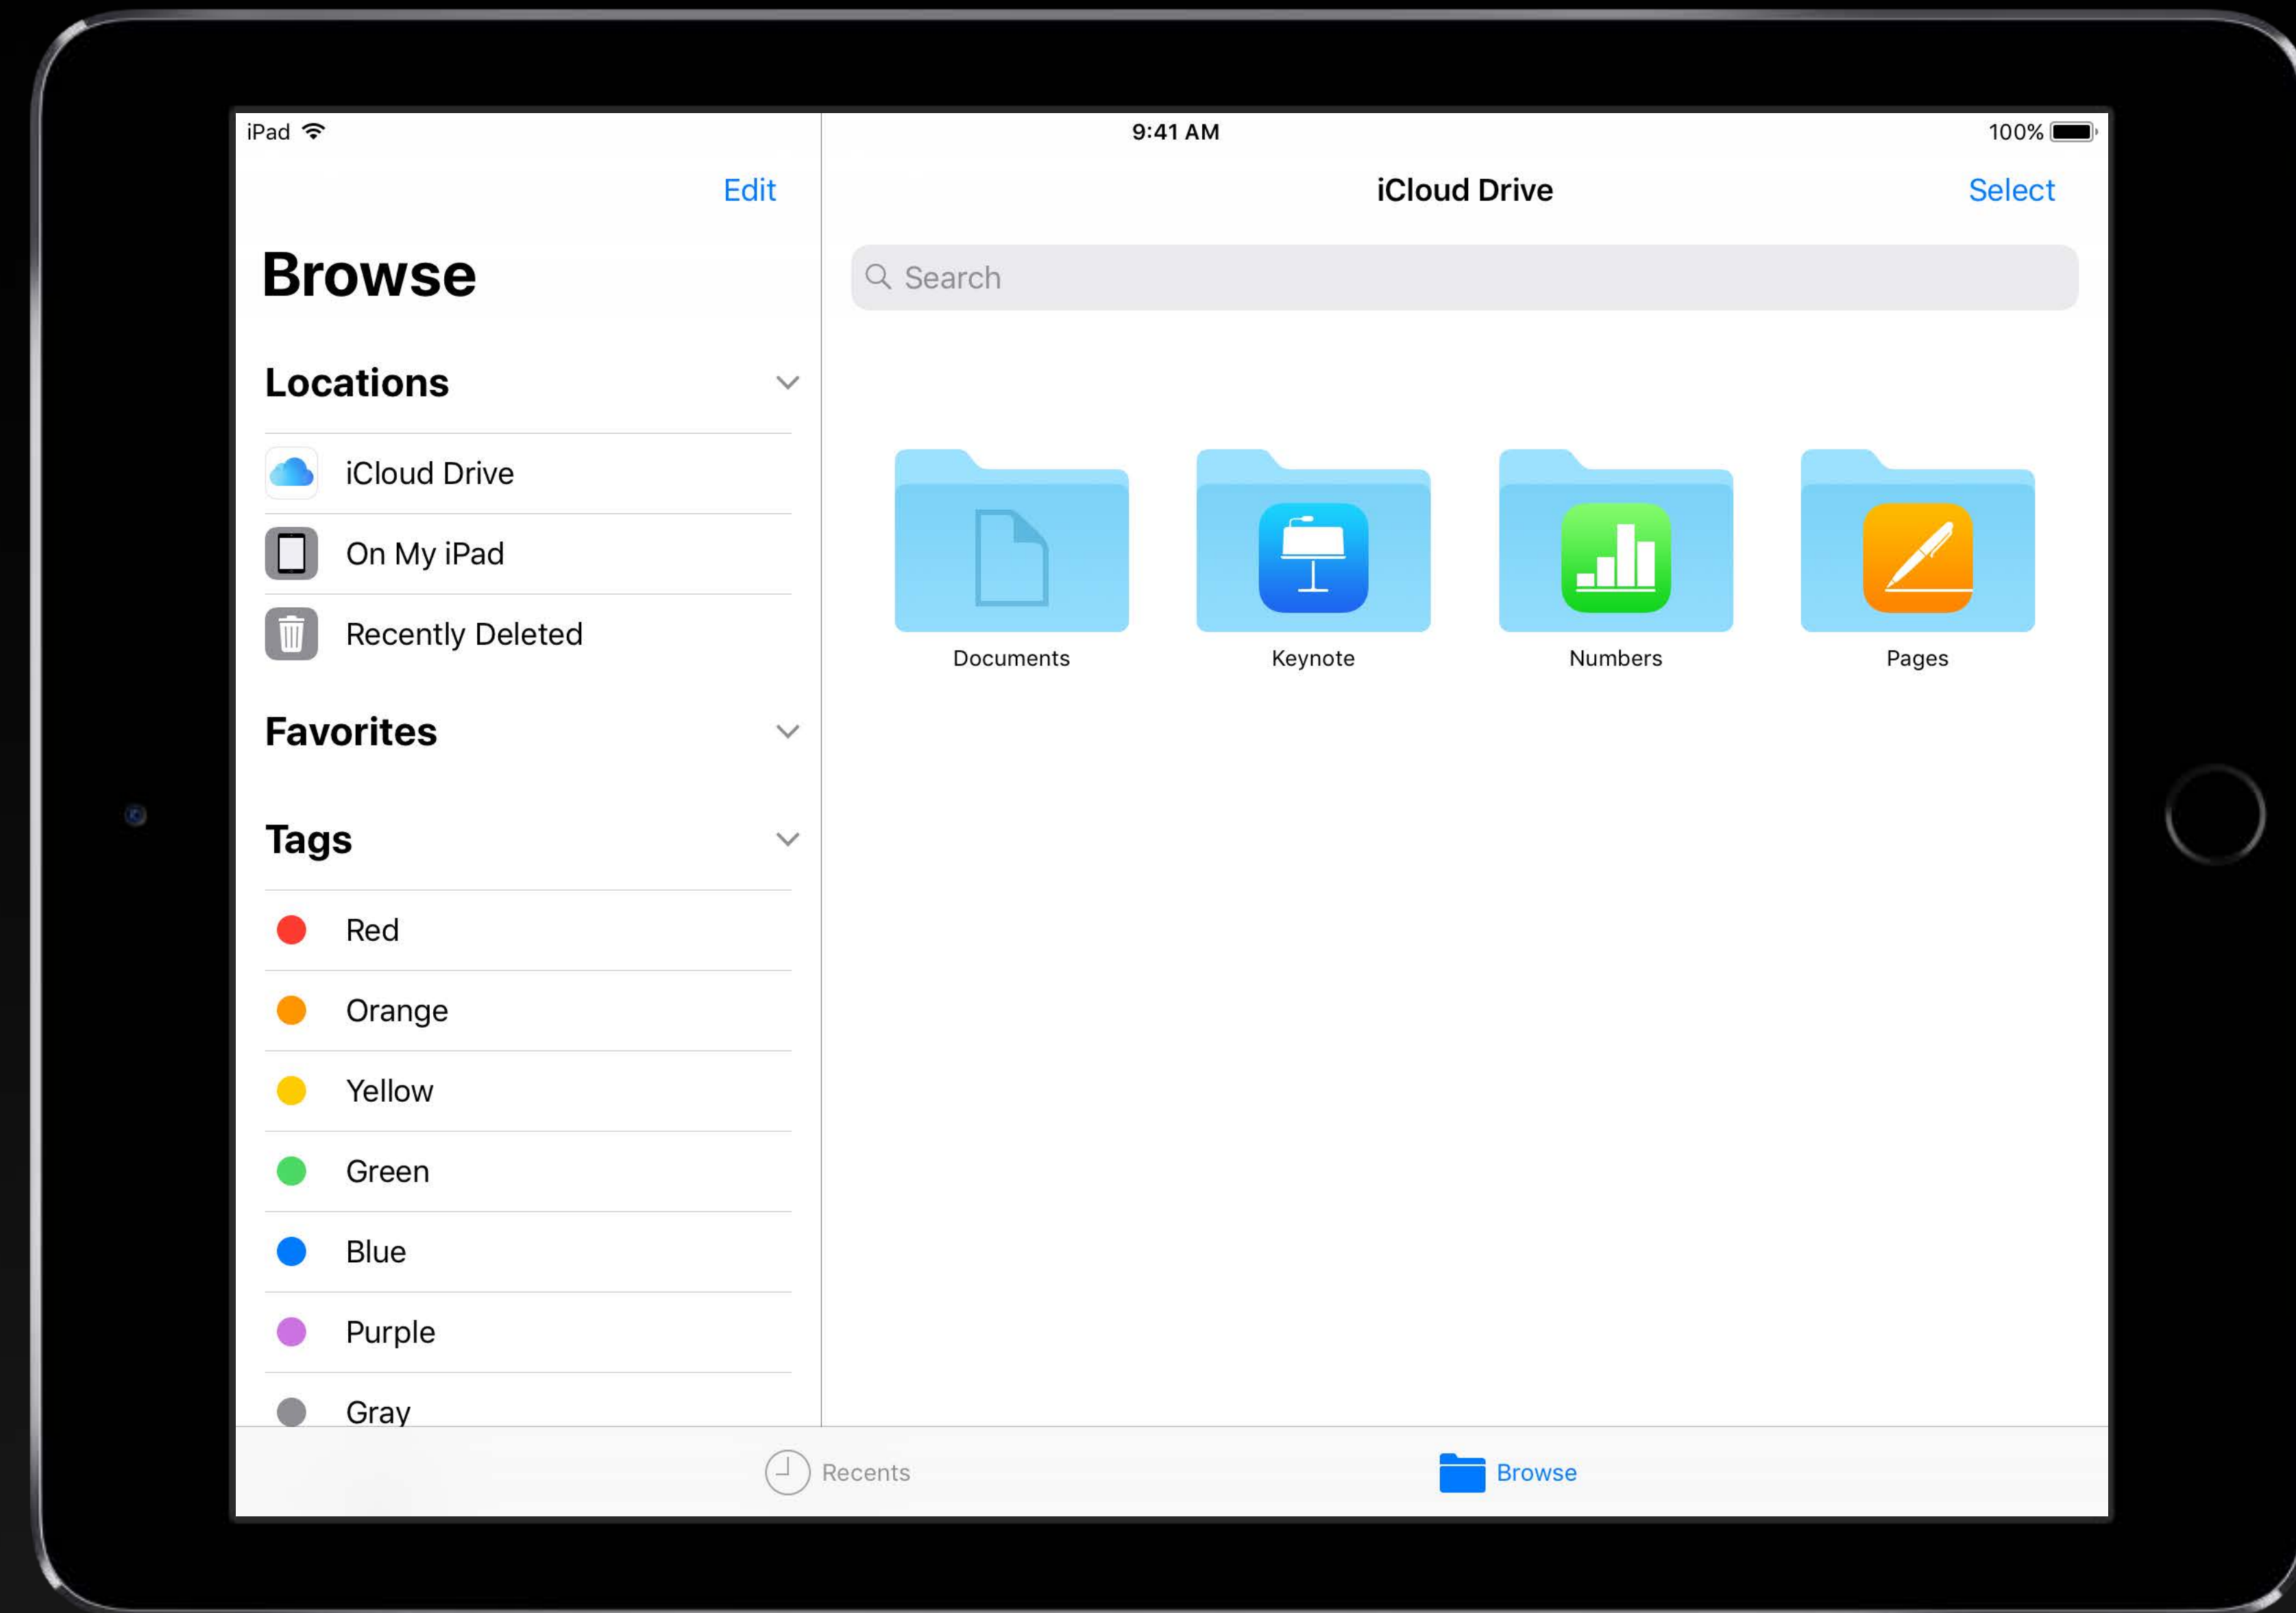 iPad
9:41 AM
100%
Edit
Browse
Locations
iCloud Drive
On My iPad
Recently Deleted
Favorites
Tags
Red
Orange
Yellow
Green
Blue
Purple
Gray
iCloud Drive
Select
Search
Documents
Keynote
Numbers
Pages
Recents
Browse